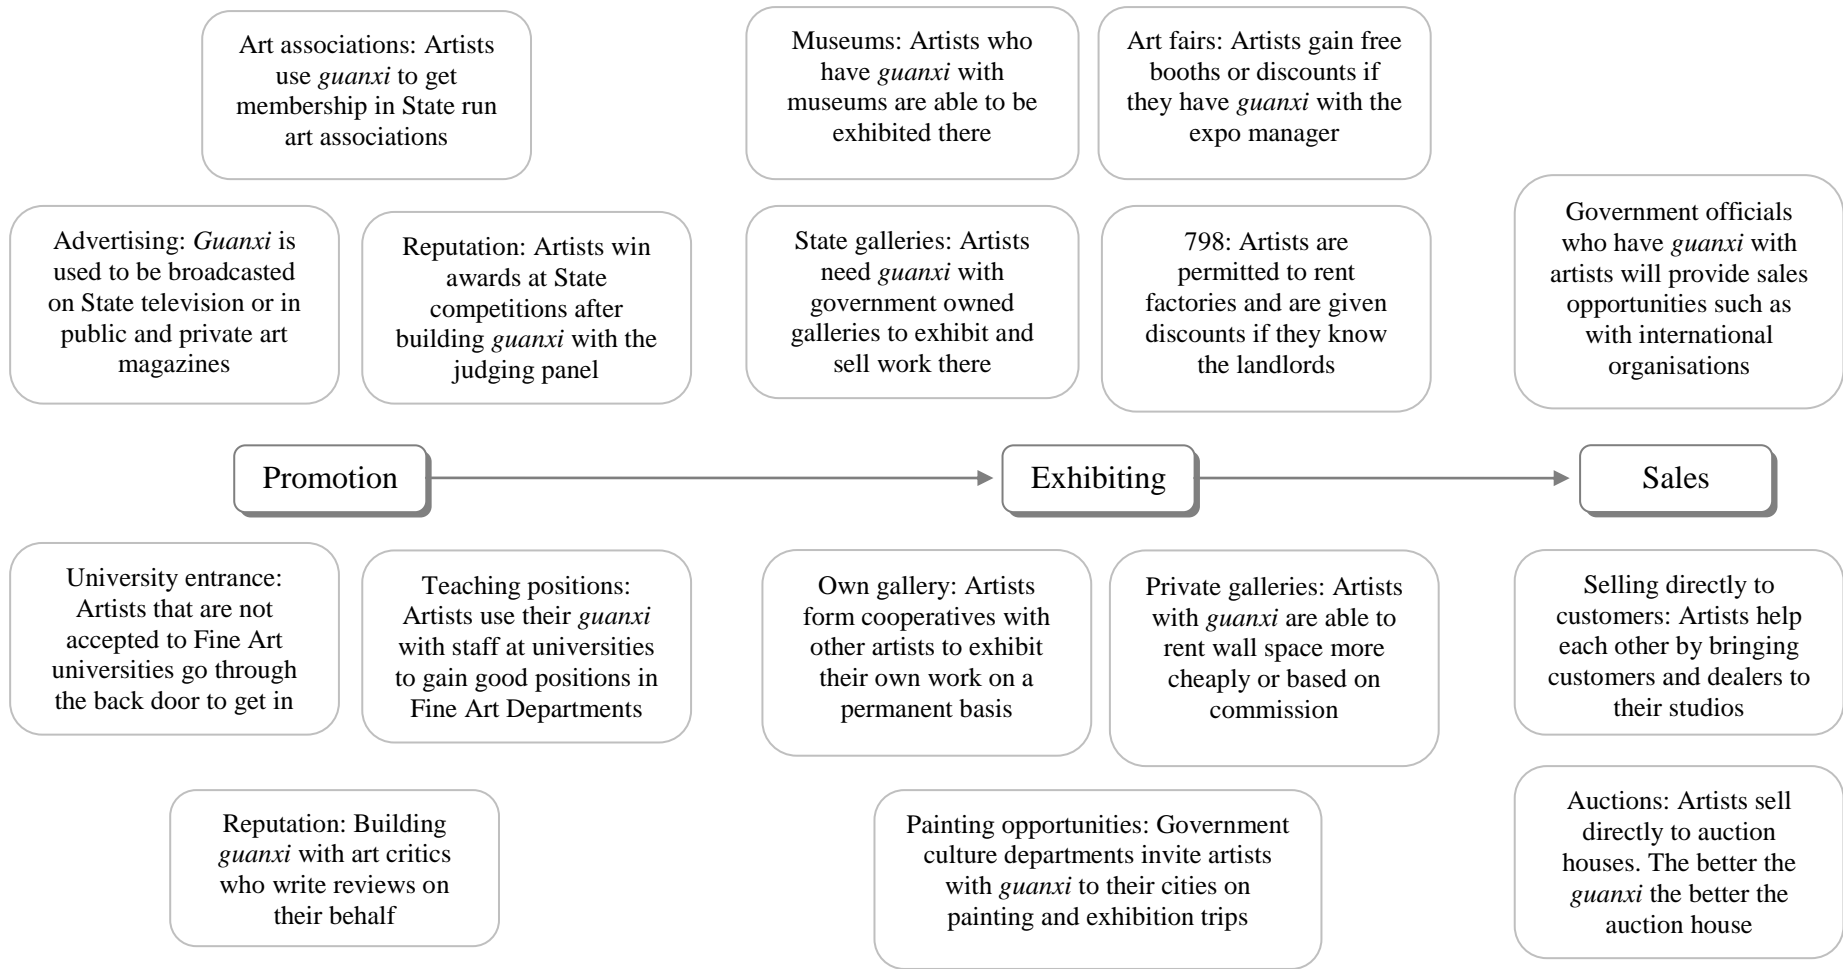 Art associations: Artists
use guanxi to get
membership in State run
art associations
Museums: Artists who
have guanxi with
museums are able to be
exhibited there
Art fairs: Artists gain free
booths or discounts if
they have guanxi with the
expo manager
Advertising: Guanxi is
used to be broadcasted
on State television or in
public and private art
magazines
Reputation: Artists win
awards at State
competitions after
building guanxi with the
judging panel
State galleries: Artists
need guanxi with
government owned
galleries to exhibit and
sell work there
798: Artists are
permitted to rent
factories and are given
discounts if they know
the landlords
Government officials
who have guanxi with
artists will provide sales
opportunities such as
with international
organisations
Promotion
Exhibiting
Sales
University entrance:
Artists that are not
accepted to Fine Art
universities go through
the back door to get in
Teaching positions:
Artists use their guanxi
with staff at universities
to gain good positions in
Fine Art Departments
Own gallery: Artists
form cooperatives with
other artists to exhibit
their own work on a
permanent basis
Private galleries: Artists
with guanxi are able to
rent wall space more
cheaply or based on
commission
Selling directly to
customers: Artists help
each other by bringing
customers and dealers to
their studios
Reputation: Building
guanxi with art critics
who write reviews on
their behalf
Painting opportunities: Government
culture departments invite artists
with guanxi to their cities on
painting and exhibition trips
Auctions: Artists sell
directly to auction
houses. The better the
guanxi the better the
auction house